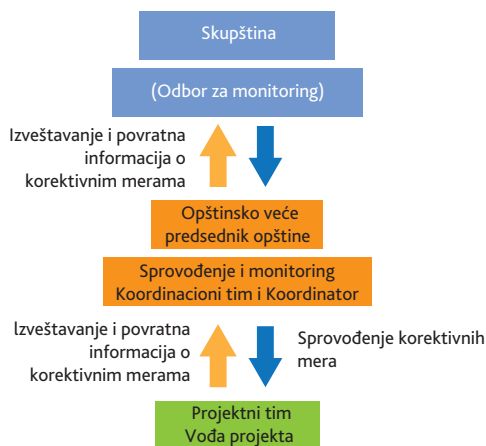 Skupština
(Odbor za monitoring)
Izveštavanje i povratna
informacija o
korektivnim merama
Opštinsko veće
predsednik opštine
Sprovođenje i monitoring
Koordinacioni tim i Koordinator
Izveštavanje i povratna
informacija o
korektivnim merama
Sprovođenje korektivnih
mera
Projektni tim
Vođa projekta